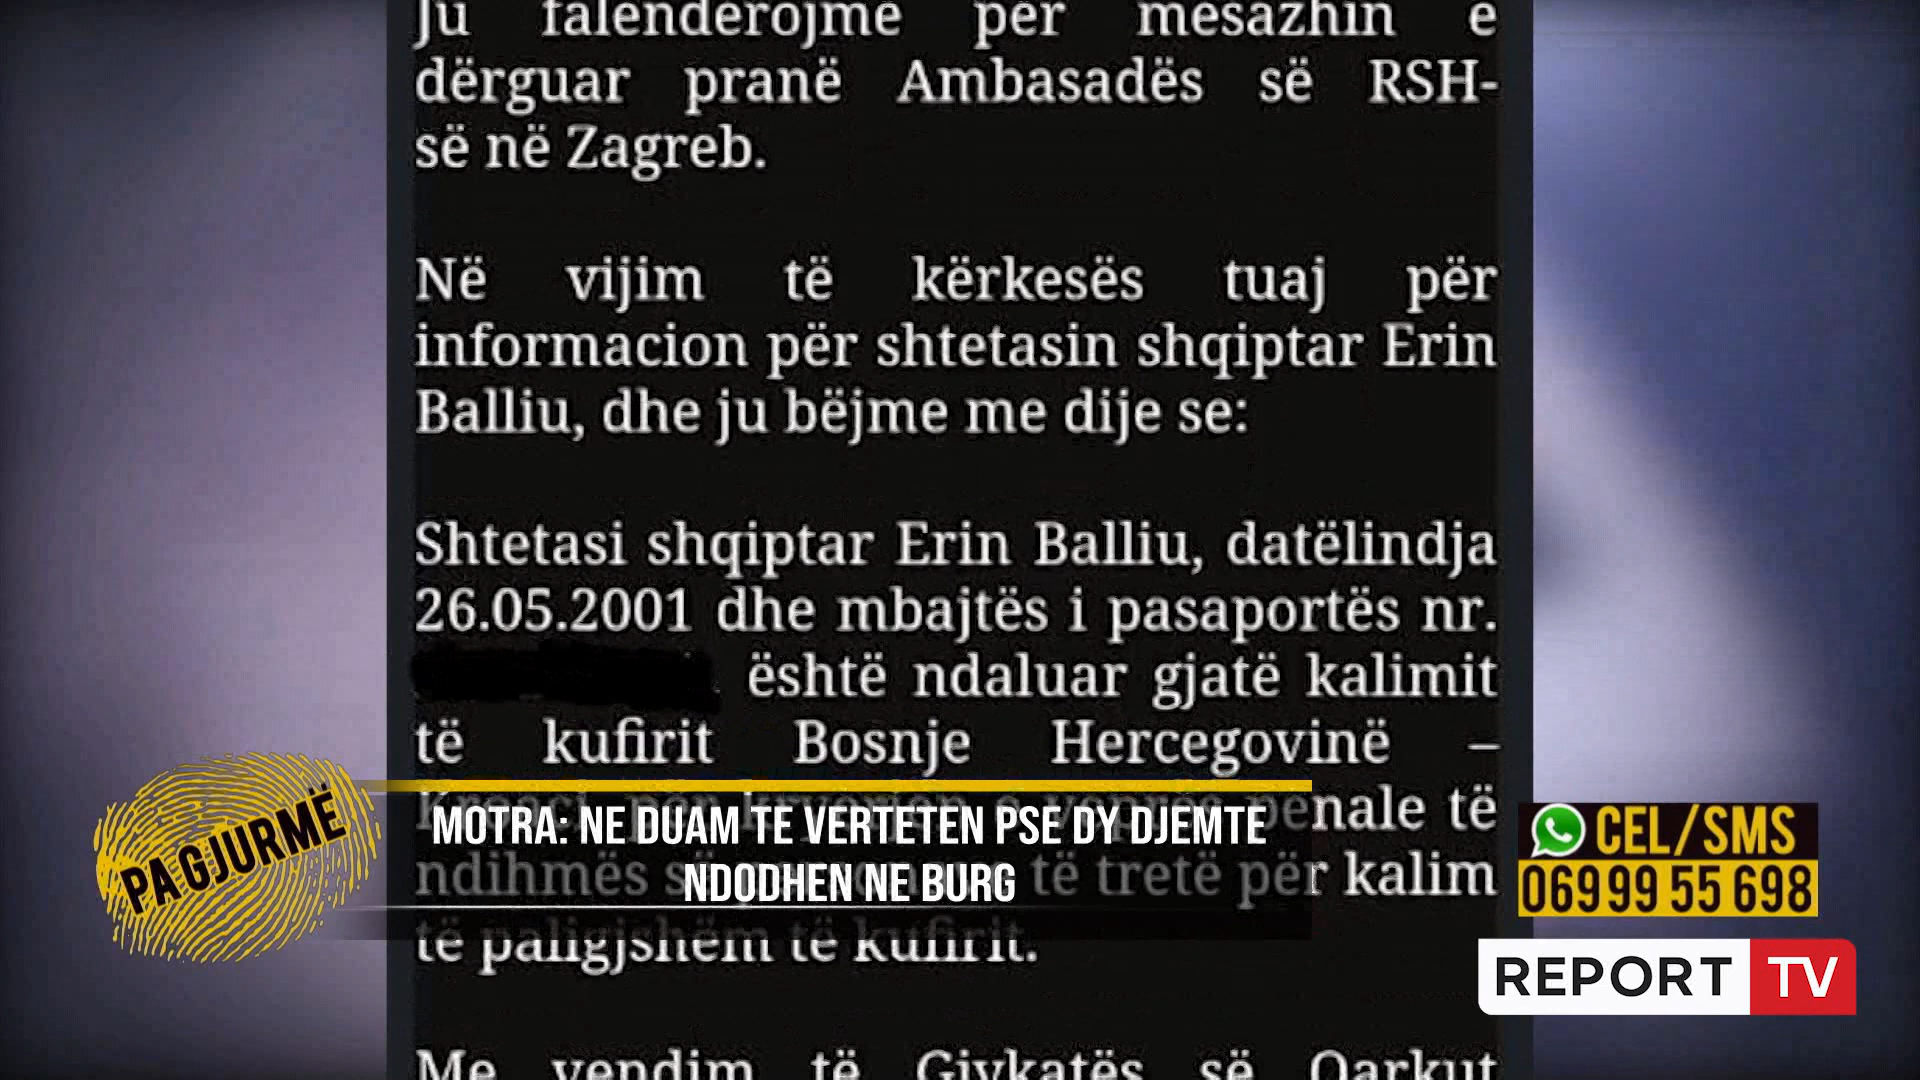 Ju falënderojmë për mesazhin e
dërguar pranë Ambasadës së RSH-
së në Zagreb.
Në vijim të kërkesës tuaj për
informacion për shtetasin shqiptar Erin
Balliu, dhe ju bëjme me dije se:
Shtetasi shqiptar Erin Balliu, datëlindja
26.05.2001 dhe mbajtës i pasaportës nr.
është ndaluar gjatë kalimit
të kufirit Bosnje Hercegovinë –
penale të
ndihmës të tretë për kalim
të paligjshëm të kufirit.
Me vendim të Gjykatës së Qarkut
PA GJURMË
MOTRA: NE DUAM TE VERTETEN PSE DY DJEMTE
NDODHEN NE BURG
CEL/SMS
069 99 55 698
REPORT TV